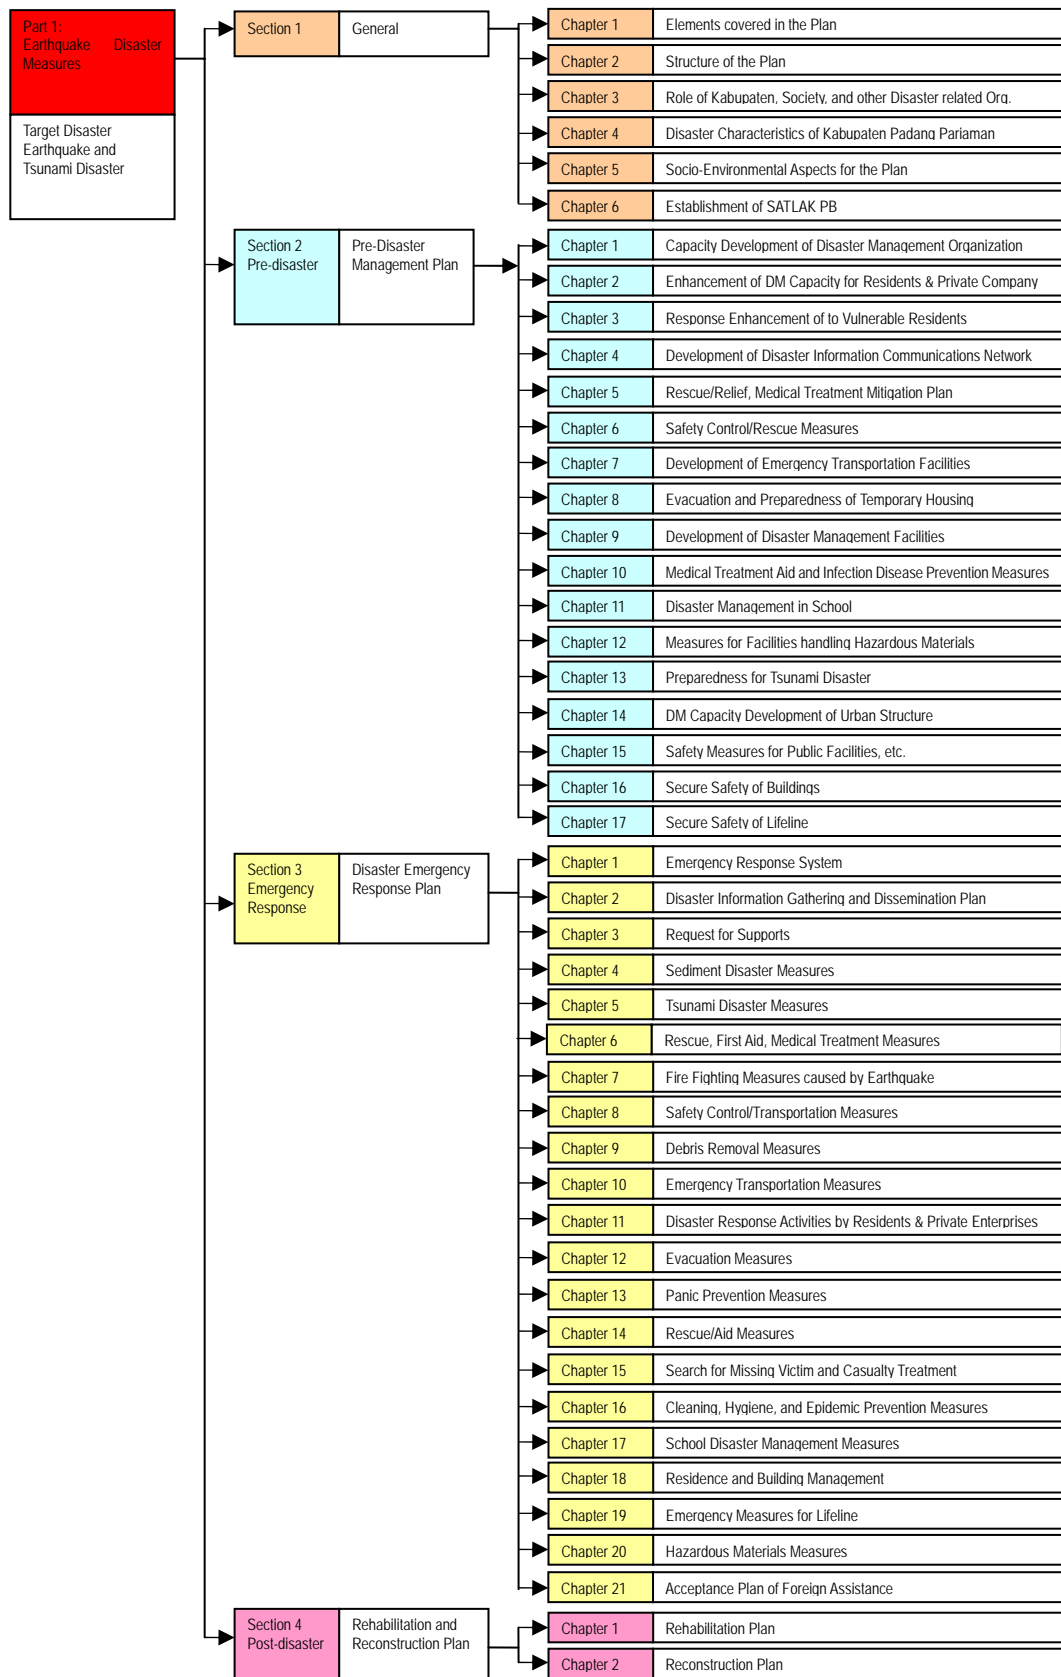 Part 1:
Earthquake Disaster
Measures
Target Disaster
Earthquake and
Tsunami Disaster
Section 1
General
Chapter 1
Elements covered in the Plan
Chapter 2
Structure of the Plan
Chapter 3
Role of Kabupaten, Society, and other Disaster related Org.
Chapter 4
Disaster Characteristics of Kabupaten Padang Pariaman
Chapter 5
Socio-Environmental Aspects for the Plan
Chapter 6
Establishment of SATLAK PB
Section 2
Pre-disaster
Pre-Disaster
Management Plan
Chapter 1
Capacity Development of Disaster Management Organization
Chapter 2
Enhancement of DM Capacity for Residents & Private Company
Chapter 3
Response Enhancement of to Vulnerable Residents
Chapter 4
Development of Disaster Information Communications Network
Chapter 5
Rescue/Relief, Medical Treatment Mitigation Plan
Chapter 6
Safety Control/Rescue Measures
Chapter 7
Development of Emergency Transportation Facilities
Chapter 8
Evacuation and Preparedness of Temporary Housing
Chapter 9
Development of Disaster Management Facilities
Chapter 10
Medical Treatment Aid and Infection Disease Prevention Measures
Chapter 11
Disaster Management in School
Chapter 12
Measures for Facilities handling Hazardous Materials
Chapter 13
Preparedness for Tsunami Disaster
Chapter 14
DM Capacity Development of Urban Structure
Chapter 15
Safety Measures for Public Facilities, etc.
Chapter 16
Secure Safety of Buildings
Chapter 17
Secure Safety of Lifeline
Section 3
Emergency
Response
Disaster Emergency
Response Plan
Chapter 1
Emergency Response System
Chapter 2
Disaster Information Gathering and Dissemination Plan
Chapter 3
Request for Supports
Chapter 4
Sediment Disaster Measures
Chapter 5
Tsunami Disaster Measures
Chapter 6
Rescue, First Aid, Medical Treatment Measures
Chapter 7
Fire Fighting Measures caused by Earthquake
Chapter 8
Safety Control/Transportation Measures
Chapter 9
Debris Removal Measures
Chapter 10
Emergency Transportation Measures
Chapter 11
Disaster Response Activities by Residents & Private Enterprises
Chapter 12
Evacuation Measures
Chapter 13
Panic Prevention Measures
Chapter 14
Rescue/Aid Measures
Chapter 15
Search for Missing Victim and Casualty Treatment
Chapter 16
Cleaning, Hygiene, and Epidemic Prevention Measures
Chapter 17
School Disaster Management Measures
Chapter 18
Residence and Building Management
Chapter 19
Emergency Measures for Lifeline
Chapter 20
Hazardous Materials Measures
Chapter 21
Acceptance Plan of Foreign Assistance
Section 4
Post-disaster
Rehabilitation and
Reconstruction Plan
Chapter 1
Rehabilitation Plan
Chapter 2
Reconstruction Plan